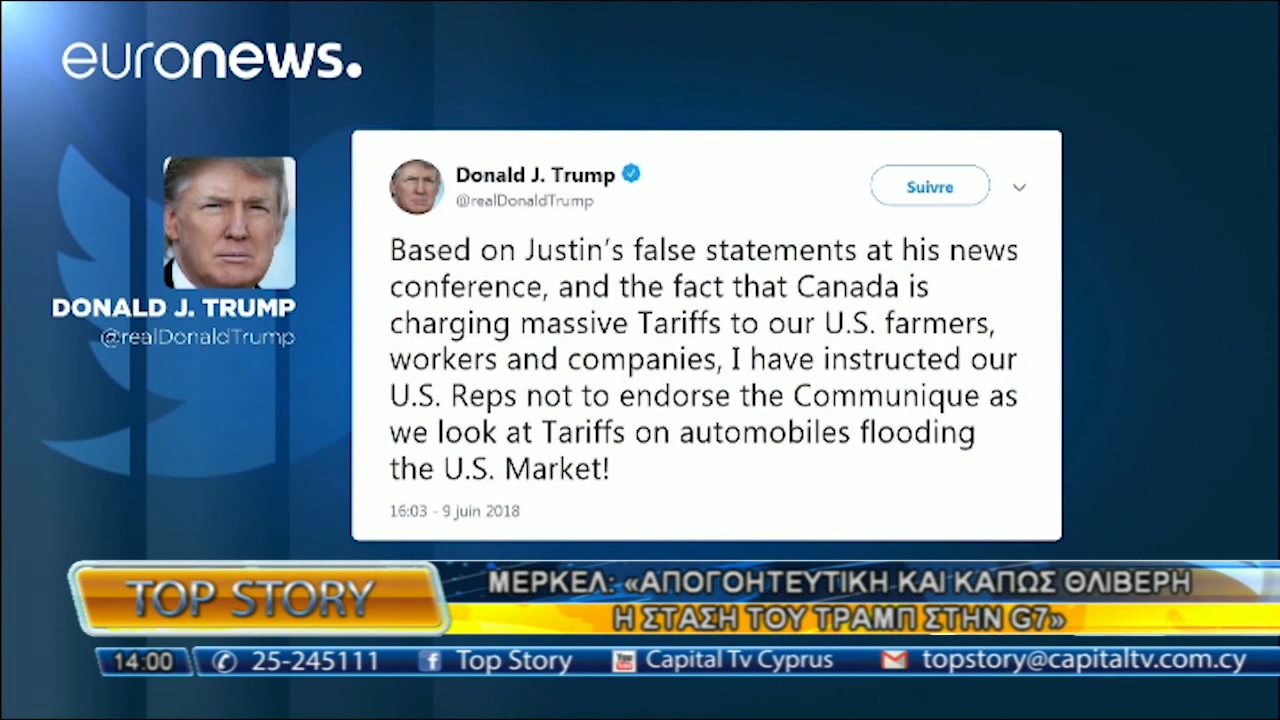 euronews.
DONALD J. TRUMP
@realDonaldTrump
Donald J. Trump
@realDonaldTrump
Suivre
Based on Justin's false statements at his news
conference, and the fact that Canada is
charging massive Tariffs to our U.S. farmers,
workers and companies, I have instructed our
U.S. Reps not to endorse the Communique as
we look at Tariffs on automobiles flooding
the U.S. Market!
16:03 - 9 juin 2018
TOP STORY
ΜΕΡΚΕΛ: «ΑΠΟΓΟΗΤΕΥΤΙΚΗ ΚΑΙ ΚΑΠΩΣ ΘΛΙΒΕΡΗ
Η ΣΤΑΣΗ ΤΟΥ ΤΡΑΜΠ ΣΤΗΝ G7»
14:00 25-245111 Top Story You Tube Capital Tv Cyprus topstory@capitaltv.com.cy